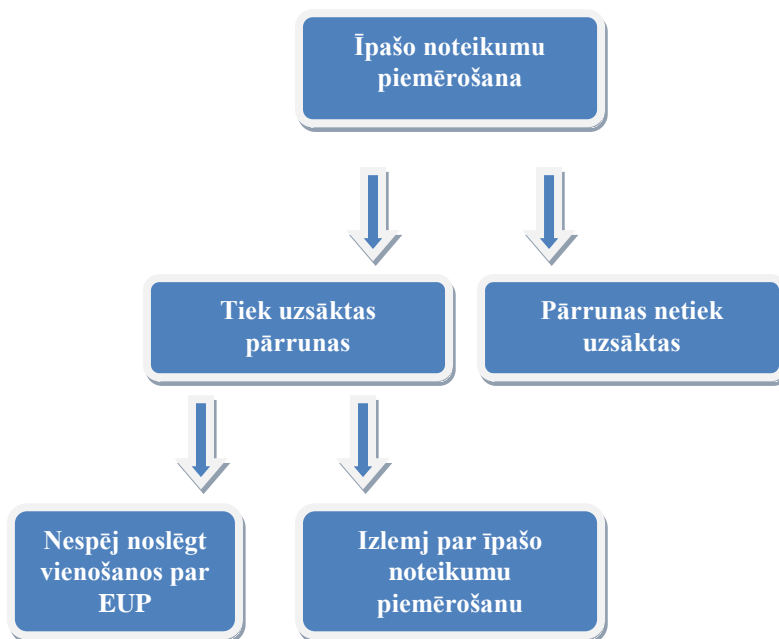 Īpašo noteikumu
piemērošana
Tiek uzsāktas
pārrunas
Pārrunas netiek
uzsāktas
Nespēj noslēgt
vienošanos par
EUP
Izlemj par īpašo
noteikumu
piemērošanu